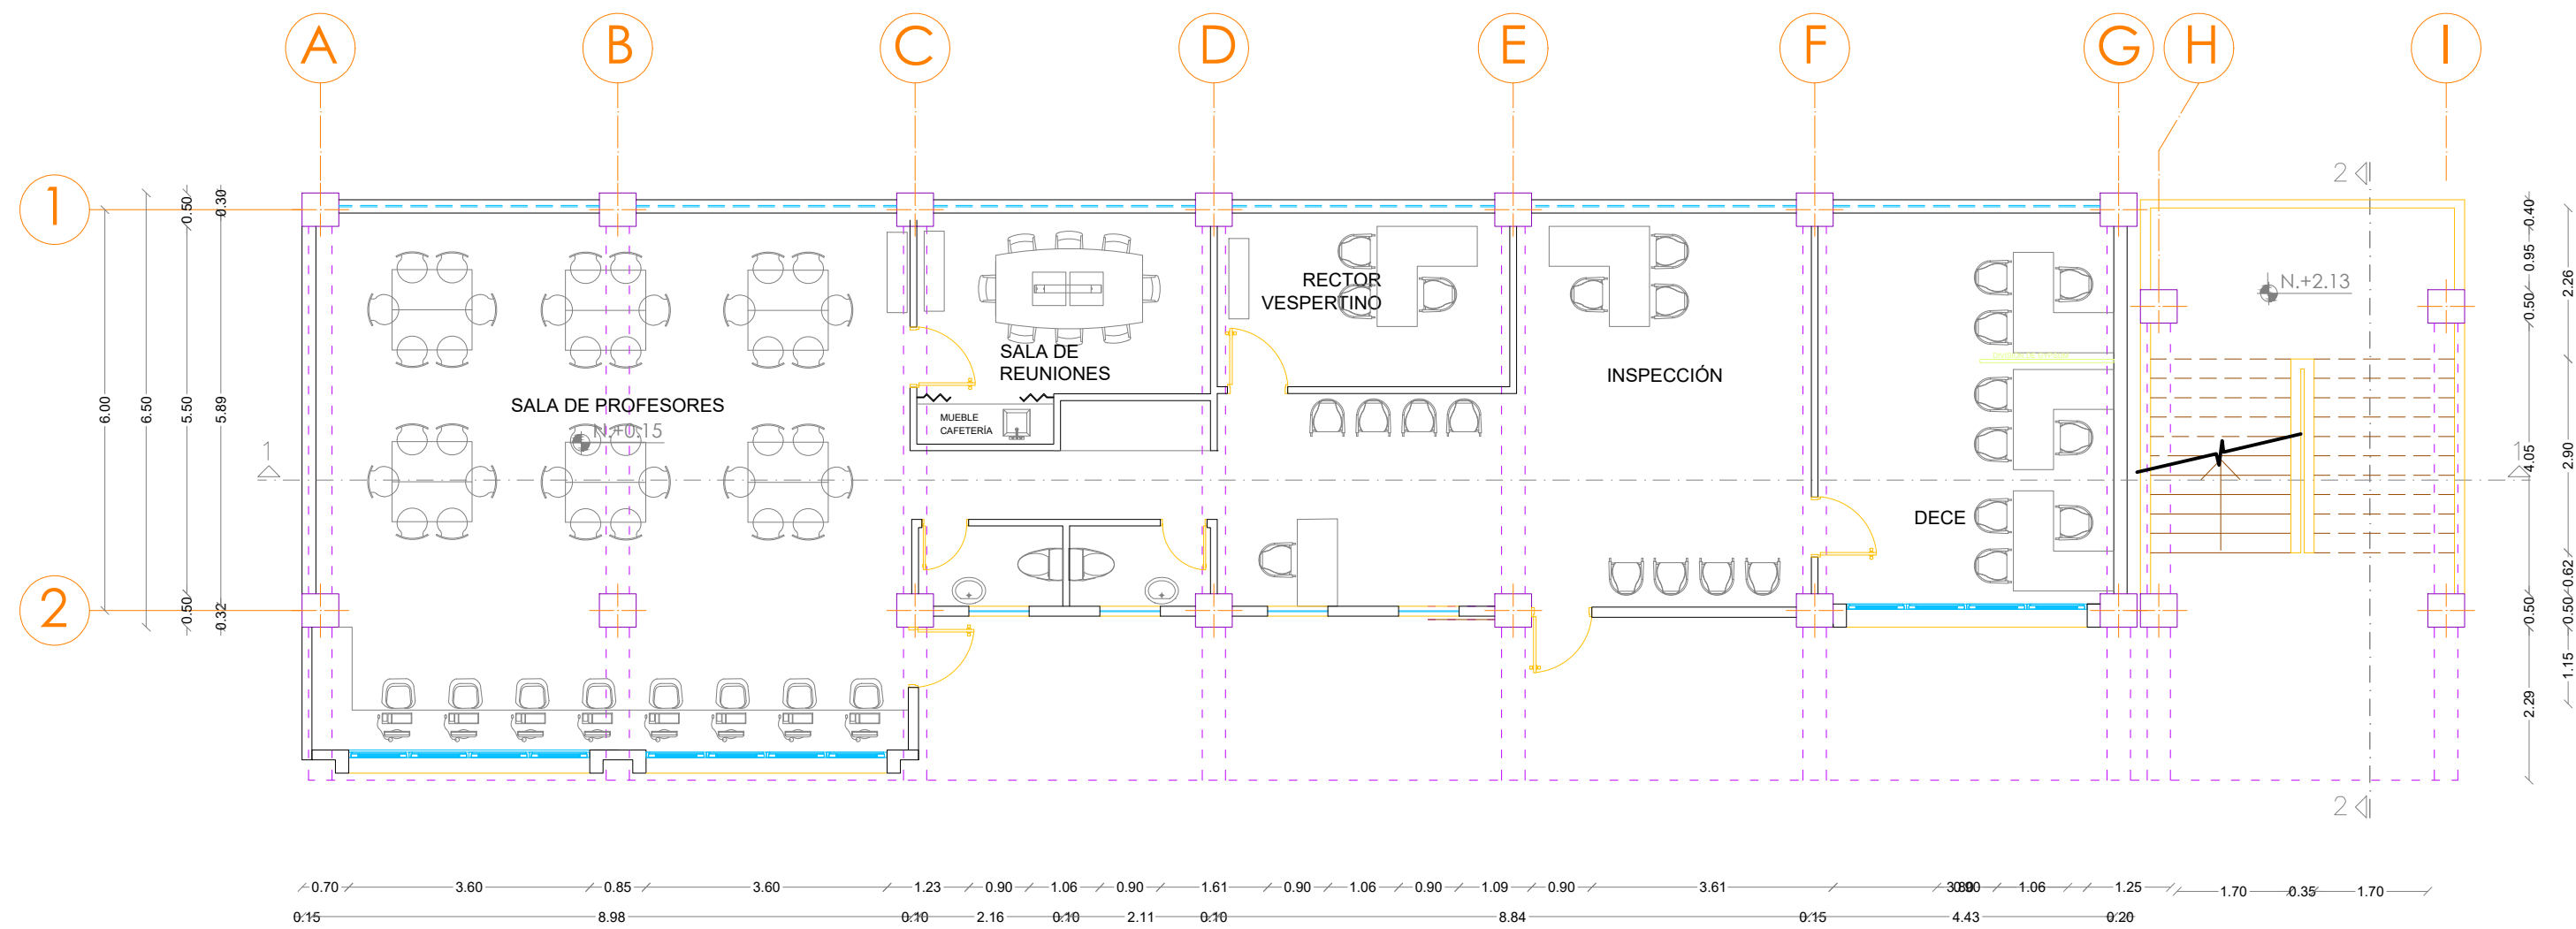 A B C D E F G H I
1
2
0.50
0.30
6.00
6.50
5.50
5.89
0.50
0.32
2
N.+2.13
0.40
0.95
0.50
2.26
4.05
2.90
0.62
0.50
0.50
1.15
2.29
RECTOR
VESPERTINO
SALA DE
REUNIONES
INSPECCIÓN
SALA DE PROFESORES
N.+0.15
MUEBLE
CAFETERÍA
1
1
DECE
2
0.70 3.60 0.85 3.60 1.23 0.90 1.06 0.90 1.61 0.90 1.06 0.90 1.09 0.90 3.61 1.06 1.25 1.70 0.35 1.70
0.15 8.98 0.10 2.16 0.10 2.11 0.10 8.84 0.15 4.43 0.20